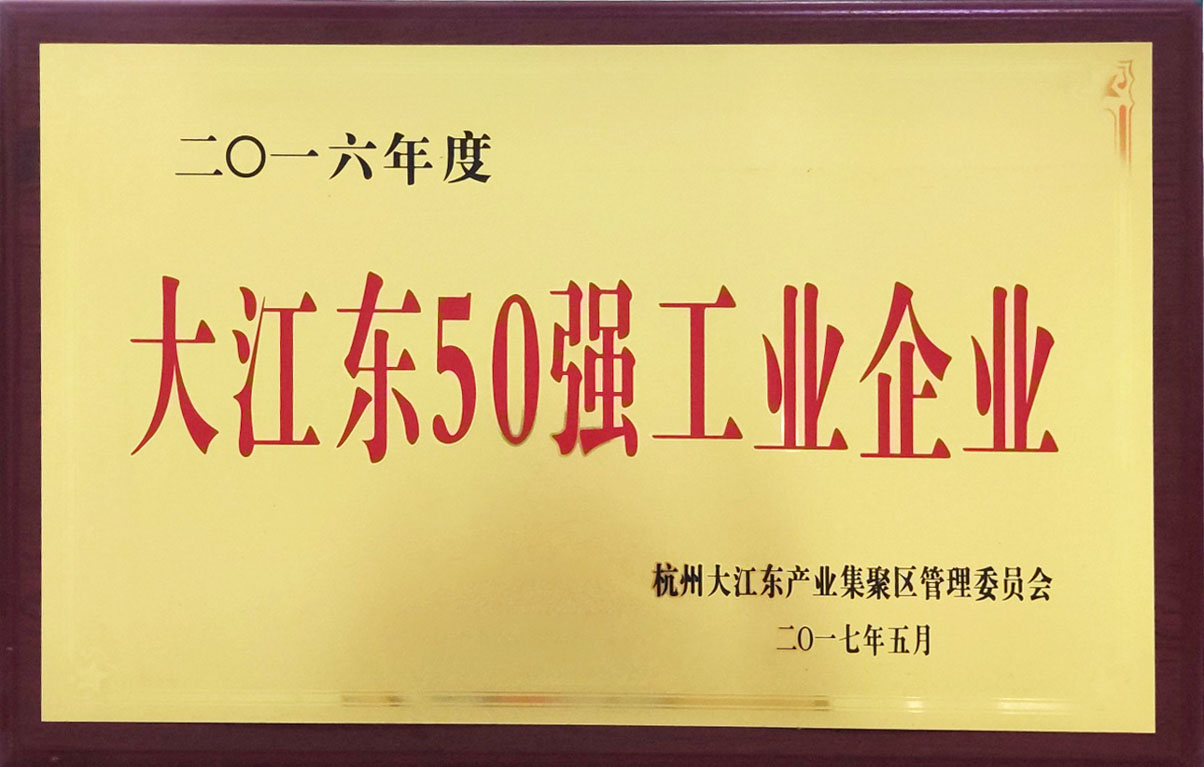 二〇一六年度
大江东50强工业企业
杭州大江东产业集聚区管理委员会
二〇一七年五月